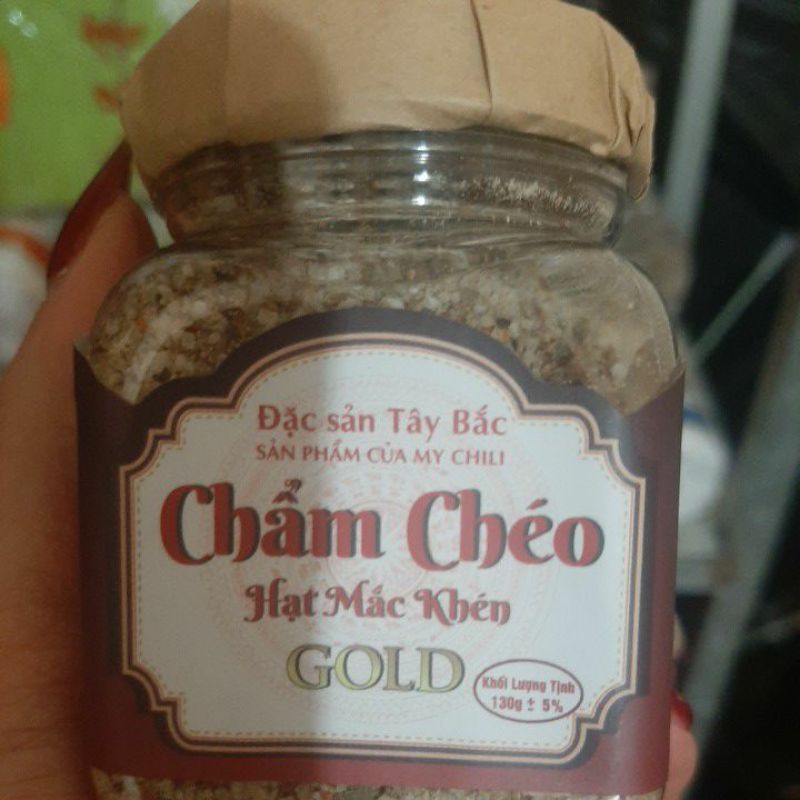 Đặc sản Tây Bắc
SẢN PHẨM CỦA MY CHILI
Chẩm Chéo
Hạt Mắc Khén
GOLD
Khối Lượng Tịnh
130g ± 5%